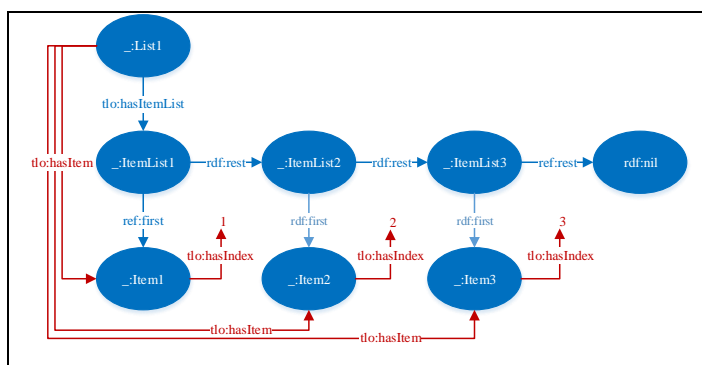 _:List1
tlo:hasItemList
tlo:hasItem
_:ItemList1
rdf:rest
_:ItemList2
rdf:rest
_:ItemList3
ref:rest
rdf:nil
ref:first
rdf:first
rdf:first
1
2
3
tlo:hasIndex
tlo:hasIndex
tlo:hasIndex
_:Item1
_:Item2
_:Item3
tlo:hasItem
tlo:hasItem